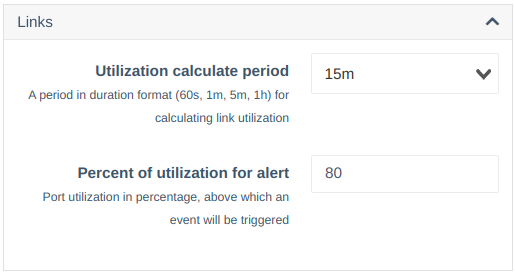 Links
Utilization calculate period
15m
A period in duration format (60s, 1m, 5m, 1h) for
calculating link utilization
Percent of utilization for alert
80
Port utilization in percentage, above which an
event will be triggered